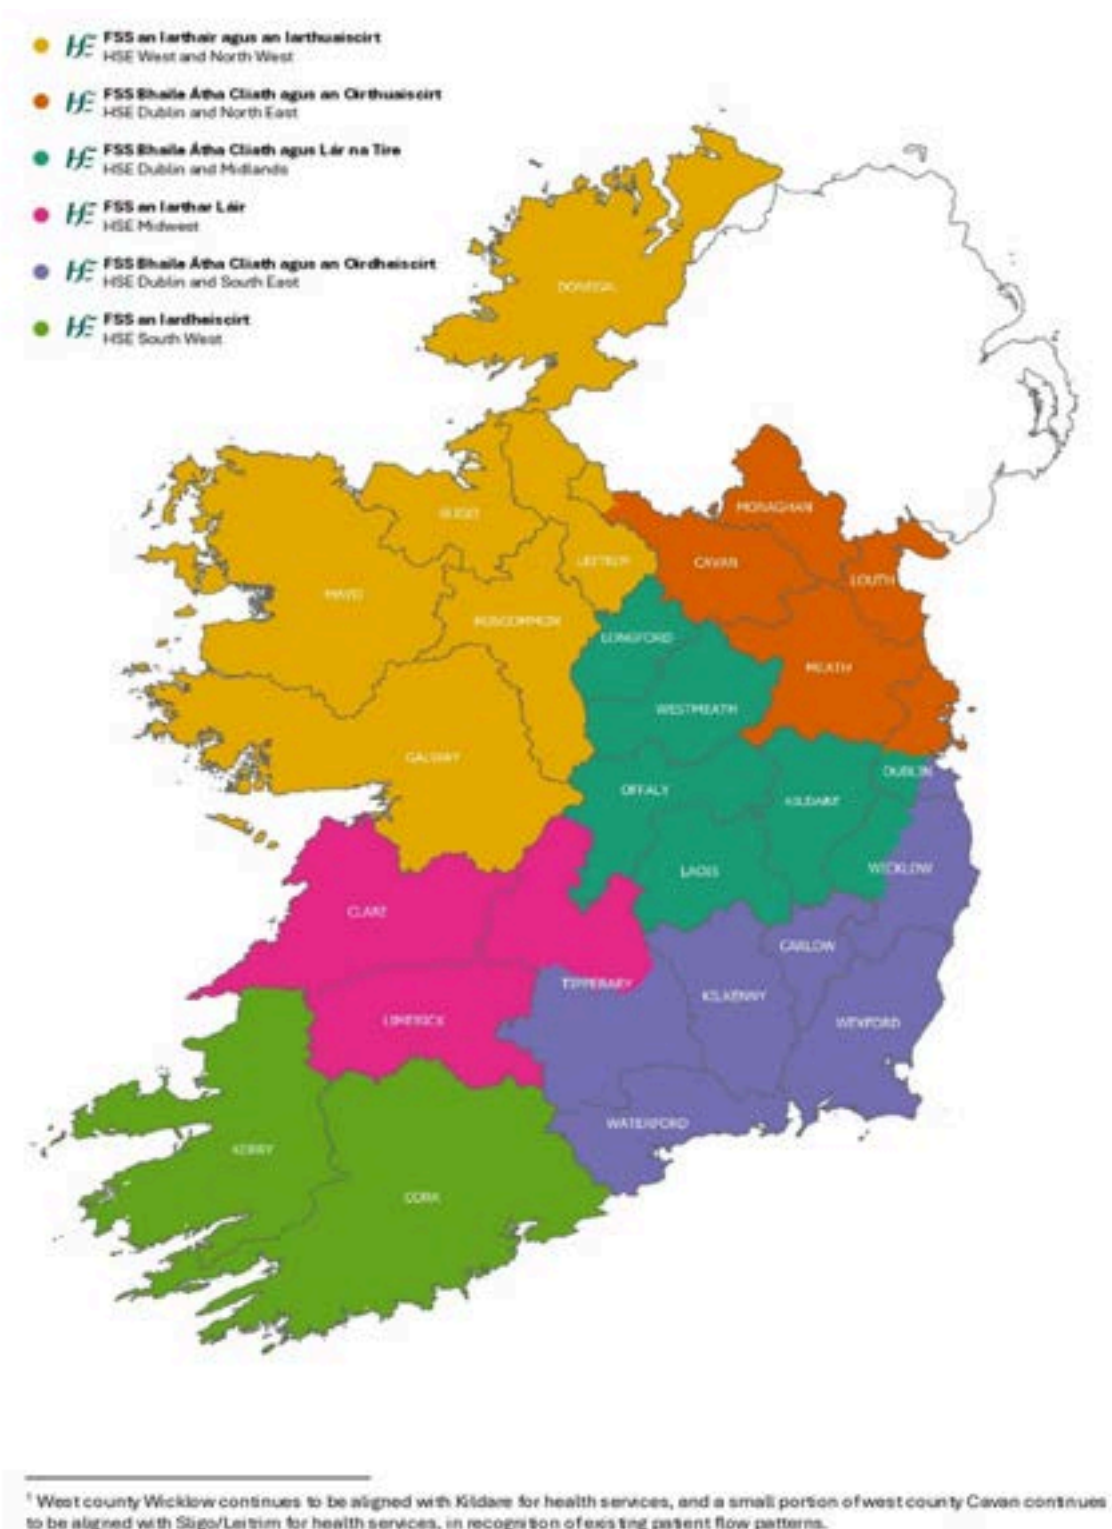 FSS an Iarthair agus an Iarthuaiscirt
HSE West and North West
FSS Bhaile Átha Cliath agus an Oirthuaiscirt
HSE Dublin and North East
FSS Bhaile Átha Cliath agus Lár na Tíre
HSE Dublin and Midlands
FSS an Iarthar Láir
HSE Midwest
FSS Bhaile Átha Cliath agus an Oirdheiscirt
HSE Dublin and South East
FSS an Iardheiscirt
HSE South West
DONEGAL
SLIGO
LEITRIM
MAYO
ROSCOMMON
GALWAY
MONAGHAN
CAVAN
LOUTH
MEATH
LONGFORD
WESTMEATH
OFFALY
DUBLIN
KILDARE
LAOIS
WICKLOW
CLARE
CARLOW
TIPPERARY
KILKENNY
LIMERICK
WEXFORD
WATERFORD
KERRY
CORK
1 West county Wicklow continues to be aligned with Kildare for health services, and a small portion of west county Cavan continues
to be aligned with Sligo/Leitrim for health services, in recognition of existing patient flow patterns.